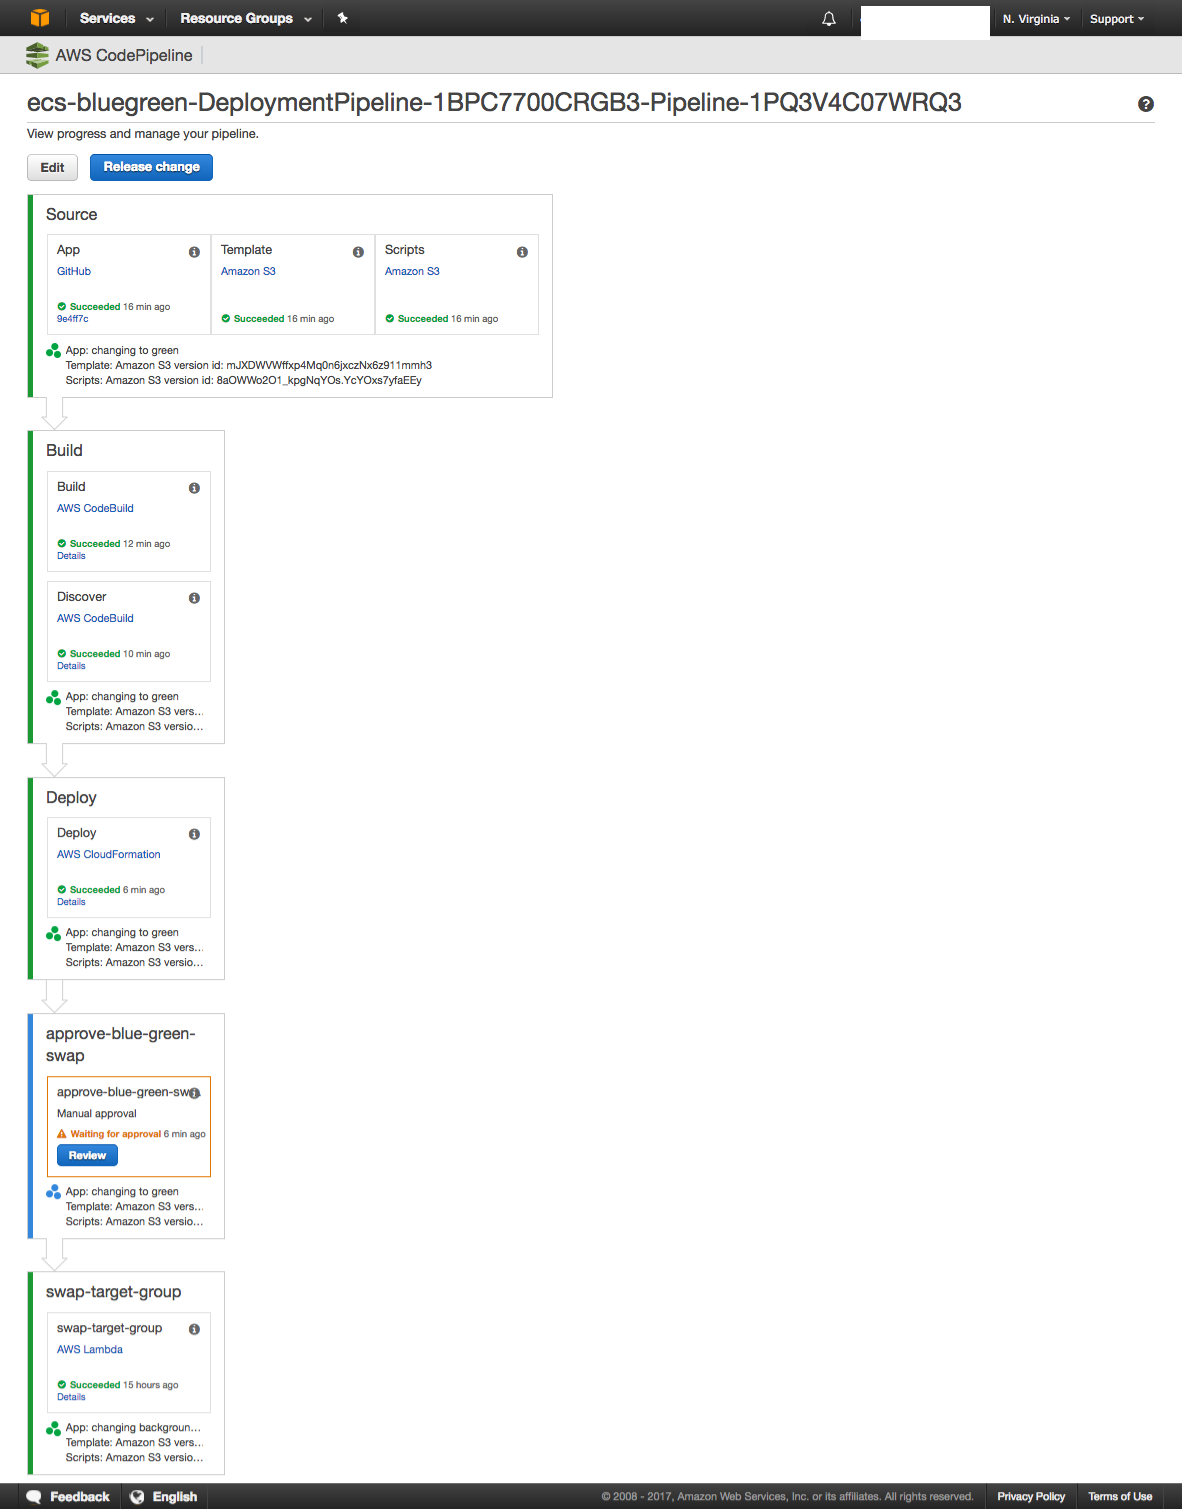 Services Resource Groups N. Virginia Support
AWS CodePipeline
ecs-bluegreen-DeploymentPipeline-1BPC7700CRGB3-Pipeline-1PQ3V4C07WRQ3
View progress and manage your pipeline.
Edit Release change
Source
App Template Scripts
GitHub Amazon S3 Amazon S3
Succeeded 16 min ago
9e4ff7c Succeeded 16 min ago Succeeded 16 min ago
App: changing to green
Template: Amazon S3 version id: mJXDWVWffxp4Mq0n6jxczNx6z911mmh3
Scripts: Amazon S3 version id: 8aOWWo2O1_kpgNqYOs.YcYOxs7yfaEEy
Build
Build
AWS CodeBuild
Succeeded 12 min ago
Details
Discover
AWS CodeBuild
Succeeded 10 min ago
Details
App: changing to green
Template: Amazon S3 vers...
Scripts: Amazon S3 versio...
Deploy
Deploy
AWS CloudFormation
Succeeded 6 min ago
Details
App: changing to green
Template: Amazon S3 vers...
Scripts: Amazon S3 versio...
approve-blue-green-
swap
approve-blue-green-sw
Manual approval
Waiting for approval 6 min ago
Review
App: changing to green
Template: Amazon S3 vers...
Scripts: Amazon S3 versio...
swap-target-group
swap-target-group
AWS Lambda
Succeeded 15 hours ago
Details
App: changing backgroun...
Template: Amazon S3 vers...
Scripts: Amazon S3 versio...
Feedback English © 2008 - 2017, Amazon Web Services, Inc. or its affiliates. All rights reserved. Privacy Policy Terms of Use